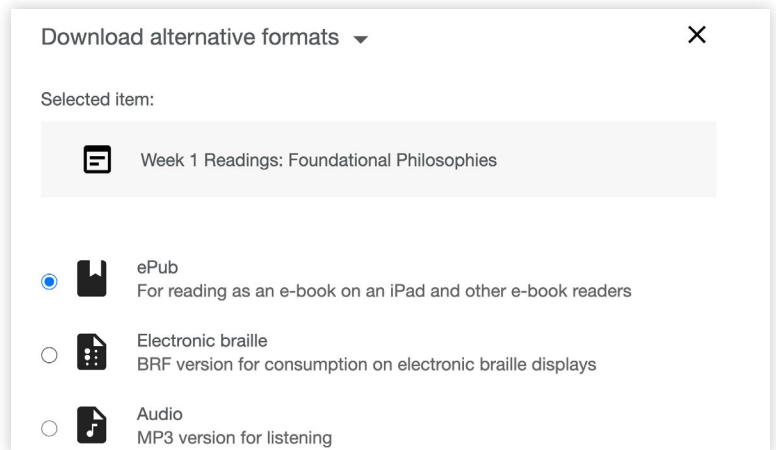 Download alternative formats
Selected item:
Week 1 Readings: Foundational Philosophies
ePub
For reading as an e-book on an iPad and other e-book readers
Electronic braille
BRF version for consumption on electronic braille displays
Audio
MP3 version for listening